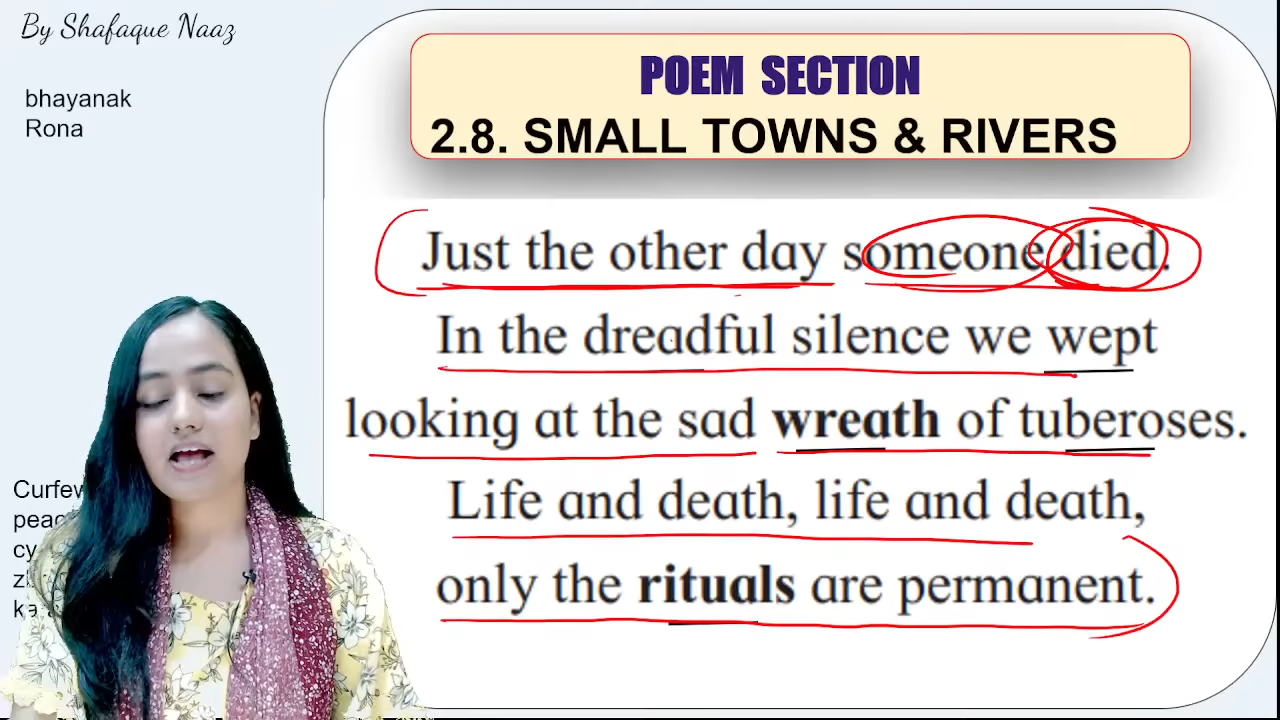 By Shafaque Naaz
bhayanak
Rona
POEM SECTION
2.8. SMALL TOWNS & RIVERS
Just the other day someone died.
In the dreadful silence we wept
looking at the sad wreath of tuberoses.
Life and death, life and death,
only the rituals are permanent.